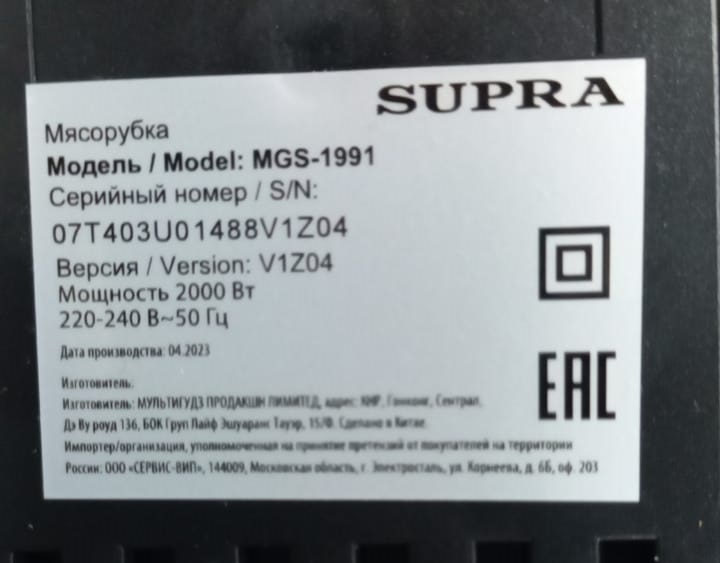 SUPRA
Мясорубка
Модель / Model: MGS-1991
Серийный номер / S/N:
07T403U01488V1Z04
Версия / Version: V1Z04
Мощность 2000 Вт
220-240 В~50 Гц
Дата производства: 04.2023
EAC
Изготовитель:
Изготовитель: МУЛЬТИГУДЗ ПРОДАКШН ЛИМИТЕД, адрес: КНР, Гонконг, Сентрал,
Дэ Ву роуд 136, БОК Груп Лайф Эшуаранс Тауэр, 15/Ф. Сделано в Китае.
Импортер/организация, уполномоченная на принятие претензий от покупателей на территории
России: ООО «СЕРВИС-ВИП», 144009, Московская область, г. Электросталь, ул. Корнеева, д. 6Б, оф. 203